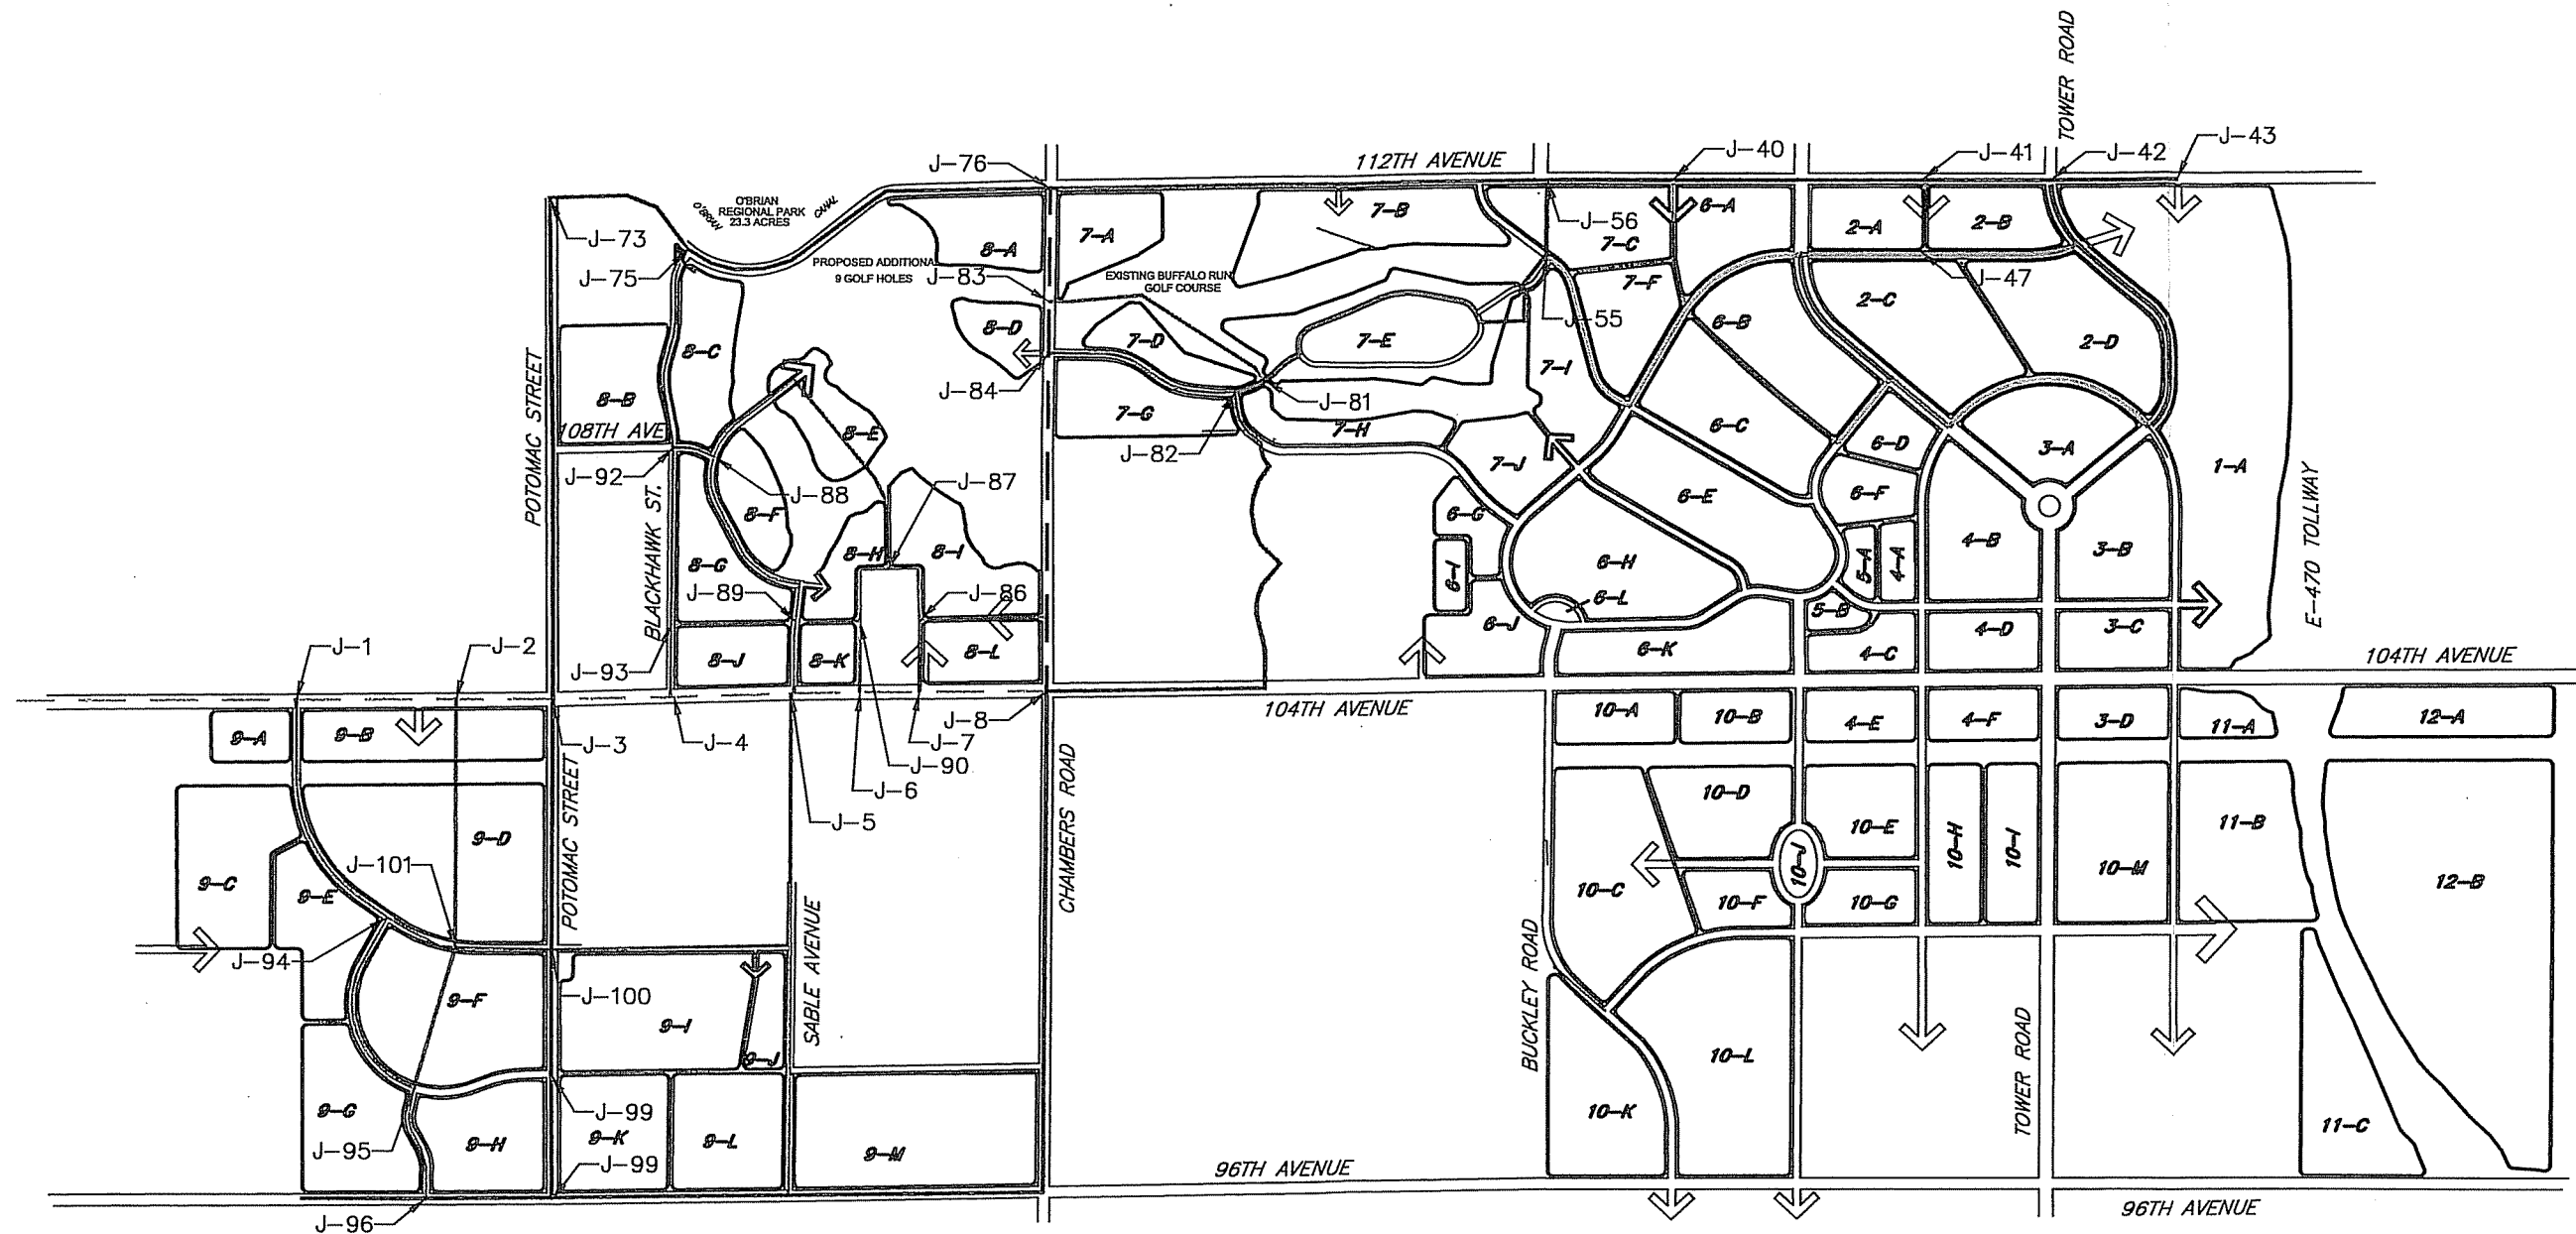 TOWER ROAD
J-43
J-42
J-41
J-40
112TH AVENUE
J-76
O'BRIAN
REGIONAL PARK
23.3 ACRES
O'BRIAN
CANAL
J-73
J-75
8-A
7-A
7-B
J-56
6-A
7-C
2-A
2-B
PROPOSED ADDITIONA
9 GOLF HOLES
J-83
EXISTING BUFFALO RUN
GOLF COURSE
7-F
J-47
2-C
J-55
8-D
7-D
7-E
6-B
2-D
8-C
POTOMAC STREET
8-B
J-84
7-I
J-81
7-G
108TH AVE
8-E
7-H
6-C
6-D
3-A
J-82
J-92
J-88
J-87
7-J
1-A
6-E
6-F
8-F
6-G
E-470 TOLLWAY
BLACKHAWK ST.
8-G
8-H
8-I
4-B
3-B
6-H
6-I
5-A
4-A
J-89
J-86
6-L
5-B
6-J
4-D
3-C
J-1
J-2
J-93
8-J
8-K
8-L
6-K
4-C
104TH AVENUE
J-3
J-4
J-7
J-8
104TH AVENUE
9-A
9-B
10-A
10-B
4-E
4-F
3-D
11-A
12-A
J-90
J-6
J-5
POTOMAC STREET
CHAMBERS ROAD
10-D
10-E
10-H
10-I
11-B
9-D
J-101
9-C
9-E
10-J
10-M
12-B
10-C
10-F
10-G
SABLE AVENUE
BUCKLEY ROAD
J-94
9-F
J-100
9-I
9-J
10-L
TOWER ROAD
9-G
J-99
10-K
11-C
J-95
9-H
9-K
9-L
9-M
J-99
96TH AVENUE
J-96
96TH AVENUE